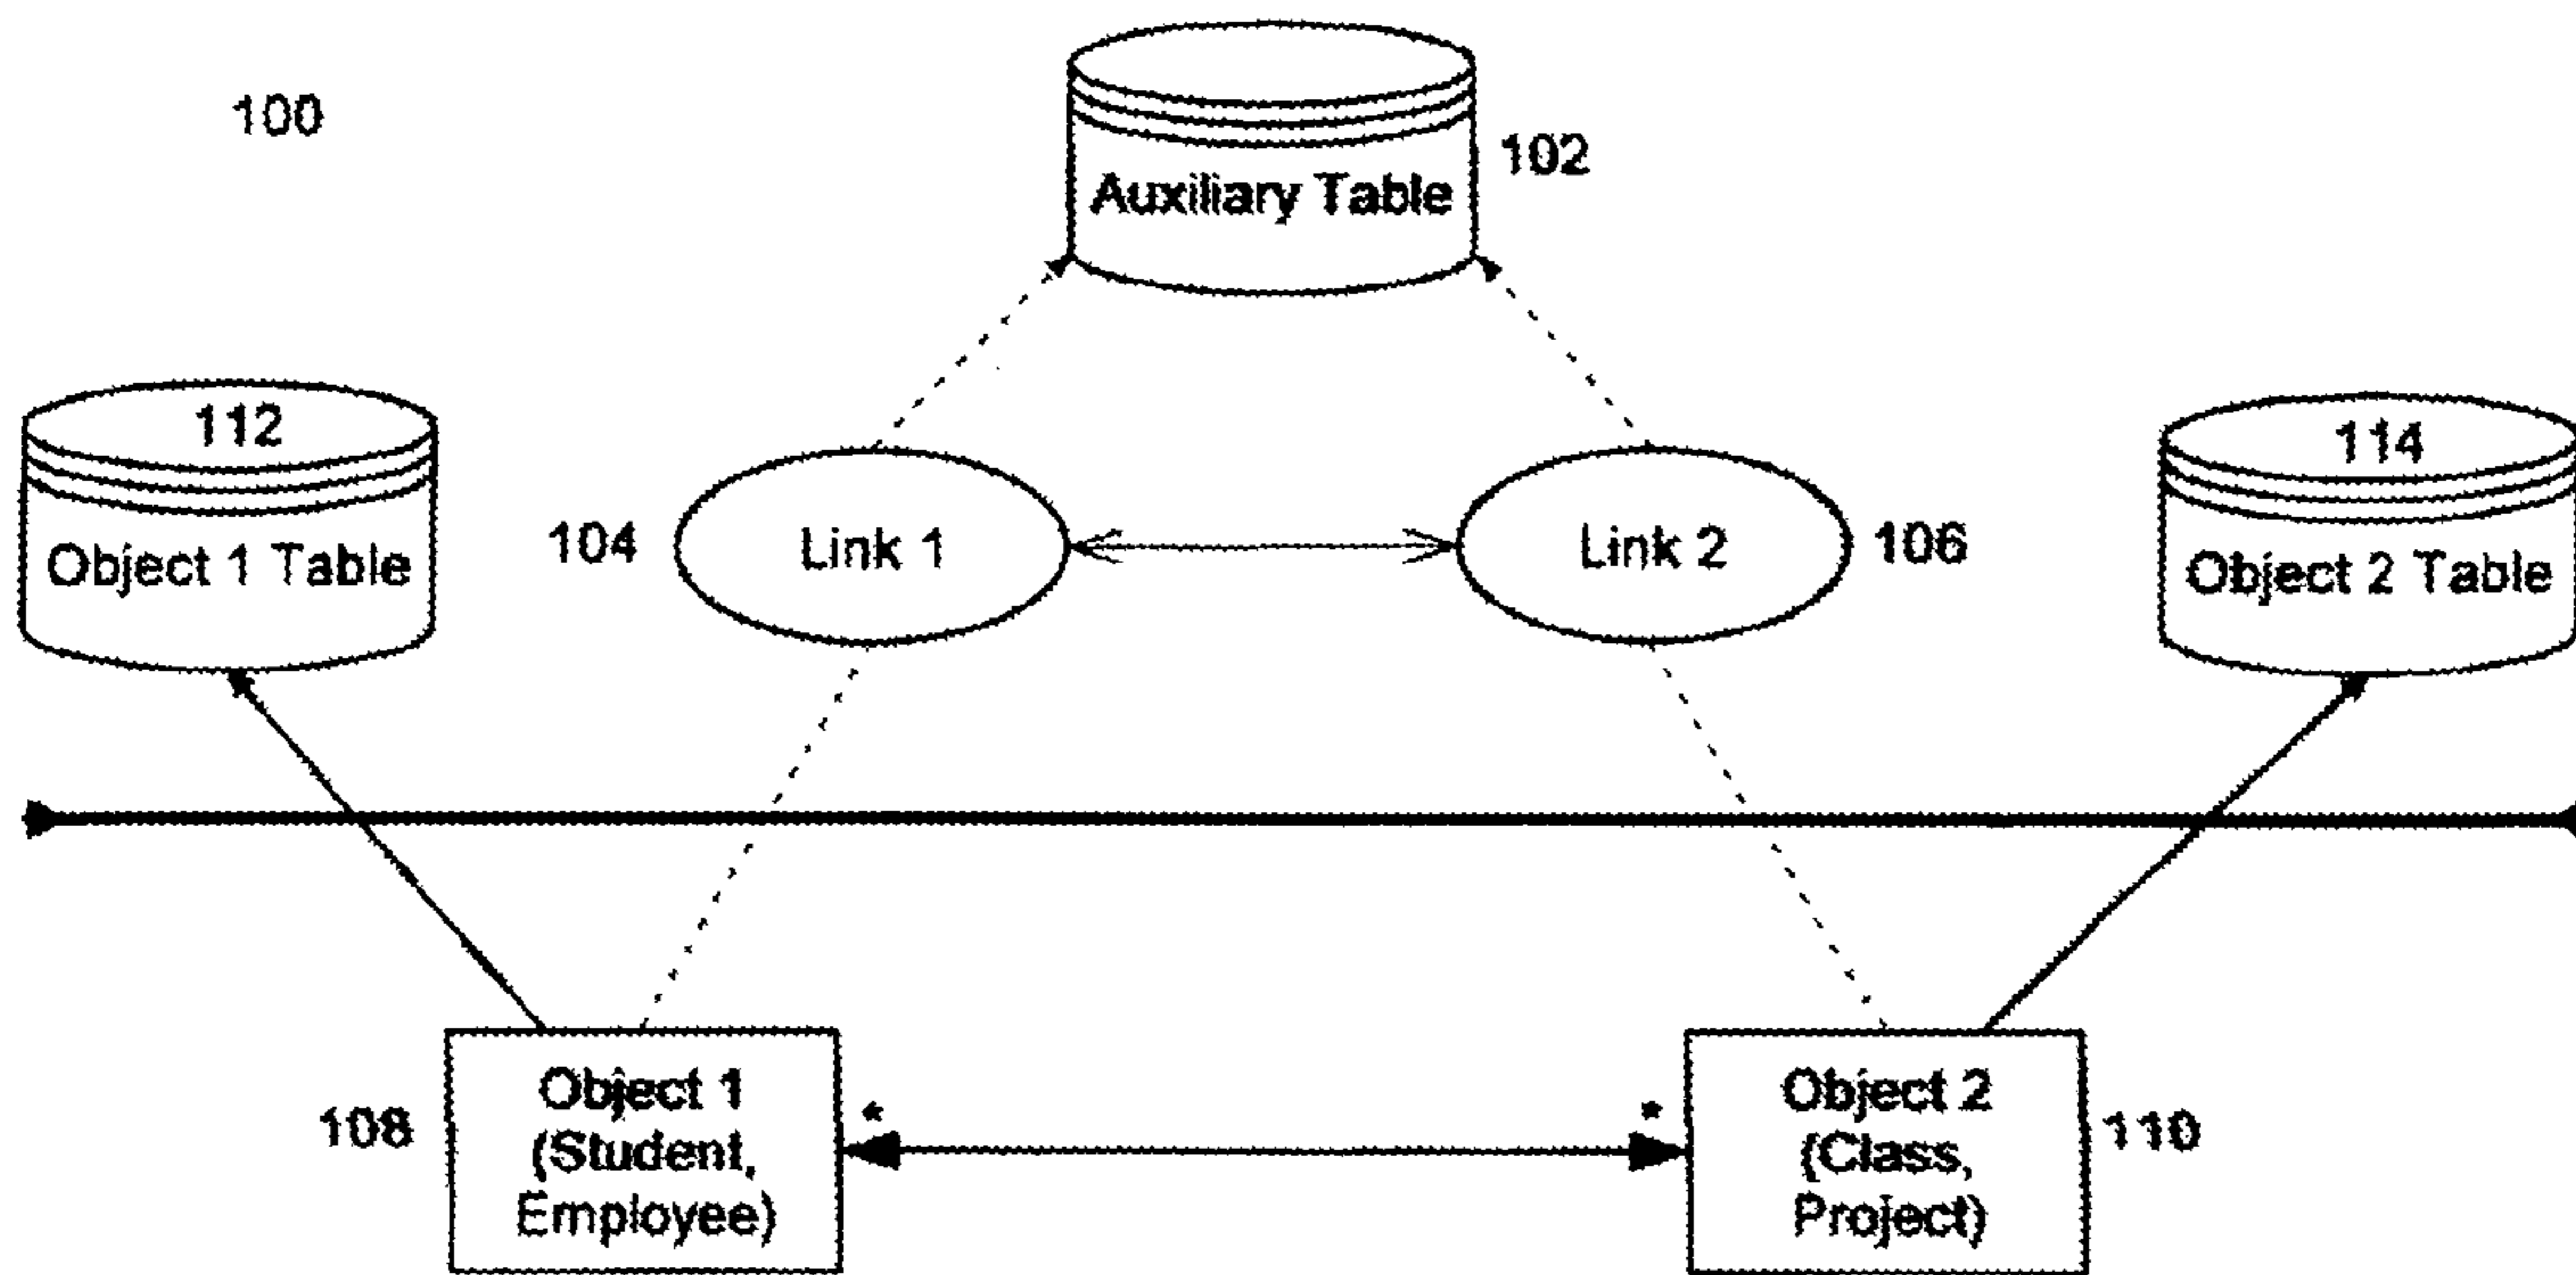 100
102
Auxiliary Table
112
Object 1 Table
104
Link 1
Link 2
106
114
Object 2 Table
108
Object 1
(Student,
Employee)
*
*
Object 2
(Class,
Project)
110